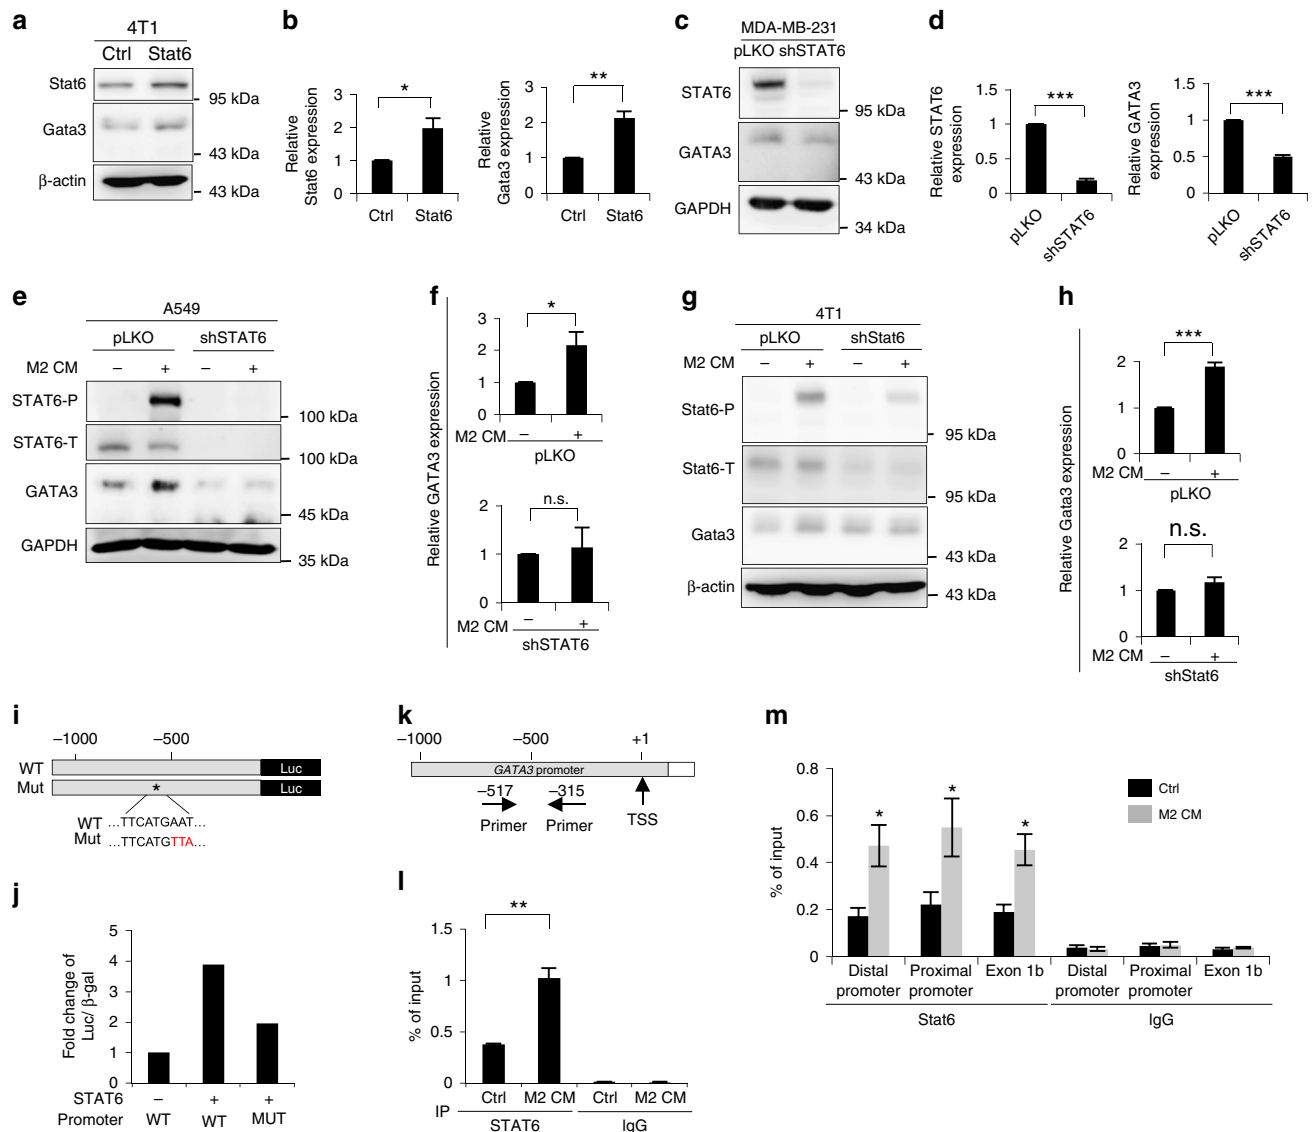 a
4T1
Ctrl Stat6
Stat6
95 kDa
Gata3
43 kDa
β-actin
43 kDa
b
Relative
Stat6 expression
3
2
1
0
*
Ctrl Stat6
Relative
Gata3 expression
3
2
1
0
**
Ctrl Stat6
c
MDA-MB-231
pLKO shSTAT6
STAT6
95 kDa
GATA3
43 kDa
GAPDH
34 kDa
d
Relative STAT6
expression
1.5
1
0.5
0
***
pLKO
shSTAT6
Relative GATA3
expression
1.5
1
0.5
0
***
pLKO
shSTAT6
e
A549
pLKO shSTAT6
M2 CM – + – +
STAT6-P
100 kDa
STAT6-T
100 kDa
GATA3
45 kDa
GAPDH
35 kDa
f
Relative GATA3 expression
3
2
1
0
*
M2 CM – +
pLKO
2
1
0
n.s.
M2 CM – +
shSTAT6
g
4T1
pLKO shStat6
M2 CM – + – +
Stat6-P
95 kDa
Stat6-T
95 kDa
Gata3
43 kDa
β-actin
43 kDa
h
Relative Gata3 expression
2
1
0
***
M2 CM – +
pLKO
2
1
0
n.s.
M2 CM – +
shStat6
i
–1000 –500
WT Luc
Mut * Luc
WT ...TTCATGAAT...
Mut ...TTCATGTTA...
j
Fold change of
Luc/ β-gal
5
4
3
2
1
0
STAT6 – + +
Promoter WT WT MUT
k
–1000 –500 +1
GATA3 promoter
–517 –315
Primer Primer TSS
l
% of input
1.5
1
0.5
0
**
Ctrl M2 CM Ctrl M2 CM
IP
STAT6 IgG
m
% of input
0.8
0.6
0.4
0.2
0
* * *
Ctrl
M2 CM
Distal Proximal Exon 1b Distal Proximal Exon 1b
promoter promoter promoter promoter
Stat6 IgG